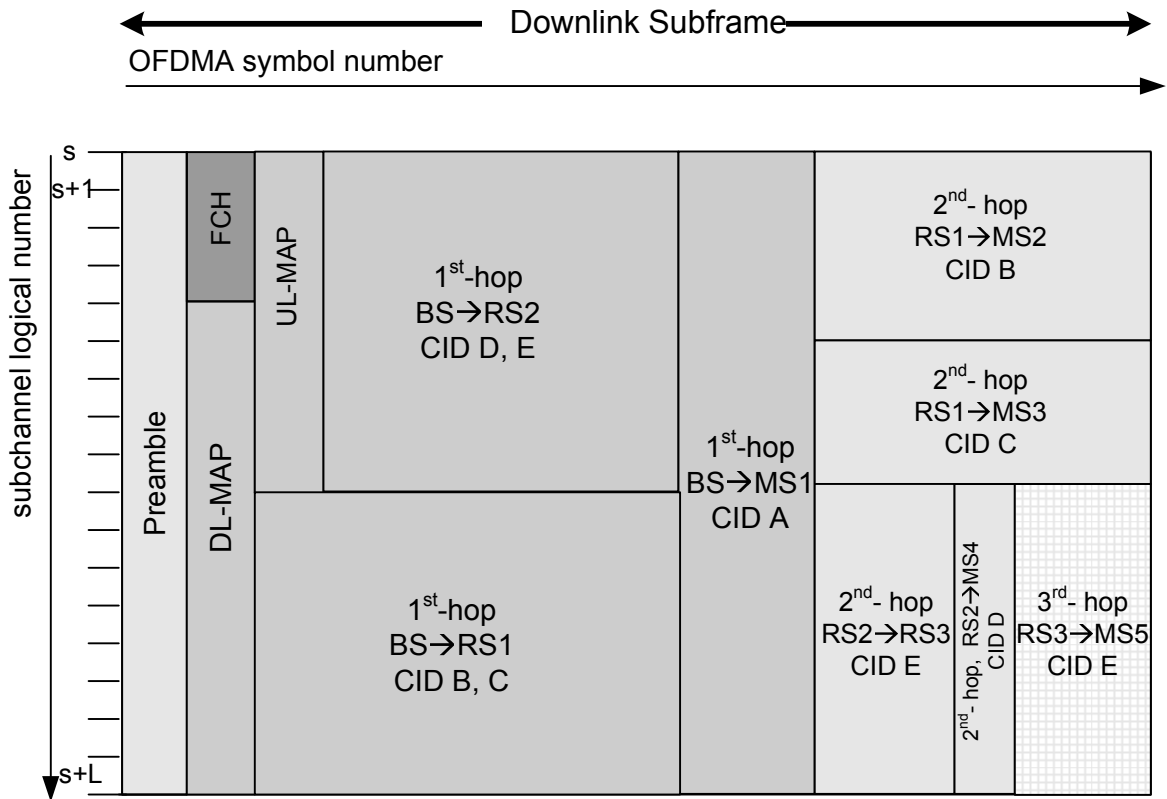 Downlink Subframe
OFDMA symbol number
subchannel logical number
s
s+1
s+L
Preamble
FCH
DL-MAP
UL-MAP
1st-hop
BS→RS2
CID D, E
1st-hop
BS→RS1
CID B, C
1st-hop
BS→MS1
CID A
2nd- hop
RS1→MS2
CID B
2nd- hop
RS1→MS3
CID C
2nd- hop
RS2→RS3
CID E
2nd- hop, RS2→MS4
CID D
3rd- hop
RS3→MS5
CID E